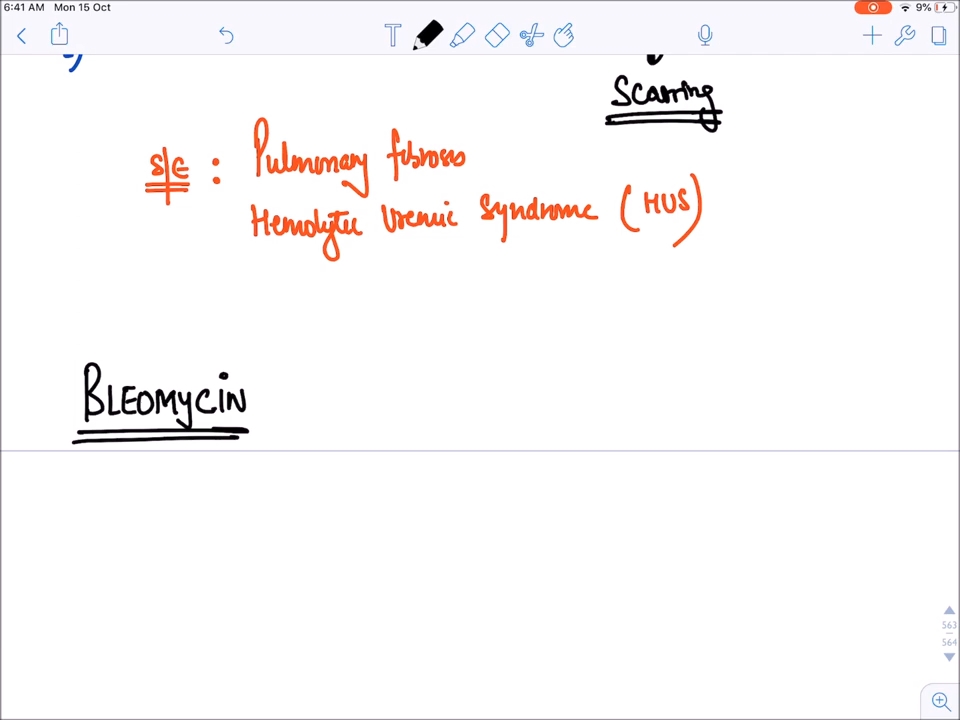 6:41 AM Mon 15 Oct 9%
T
Scarring
S/E : Pulmonary fibrosis
Hemolytic Uremic Syndrome (HUS)
BLEOMYCIN
563
564